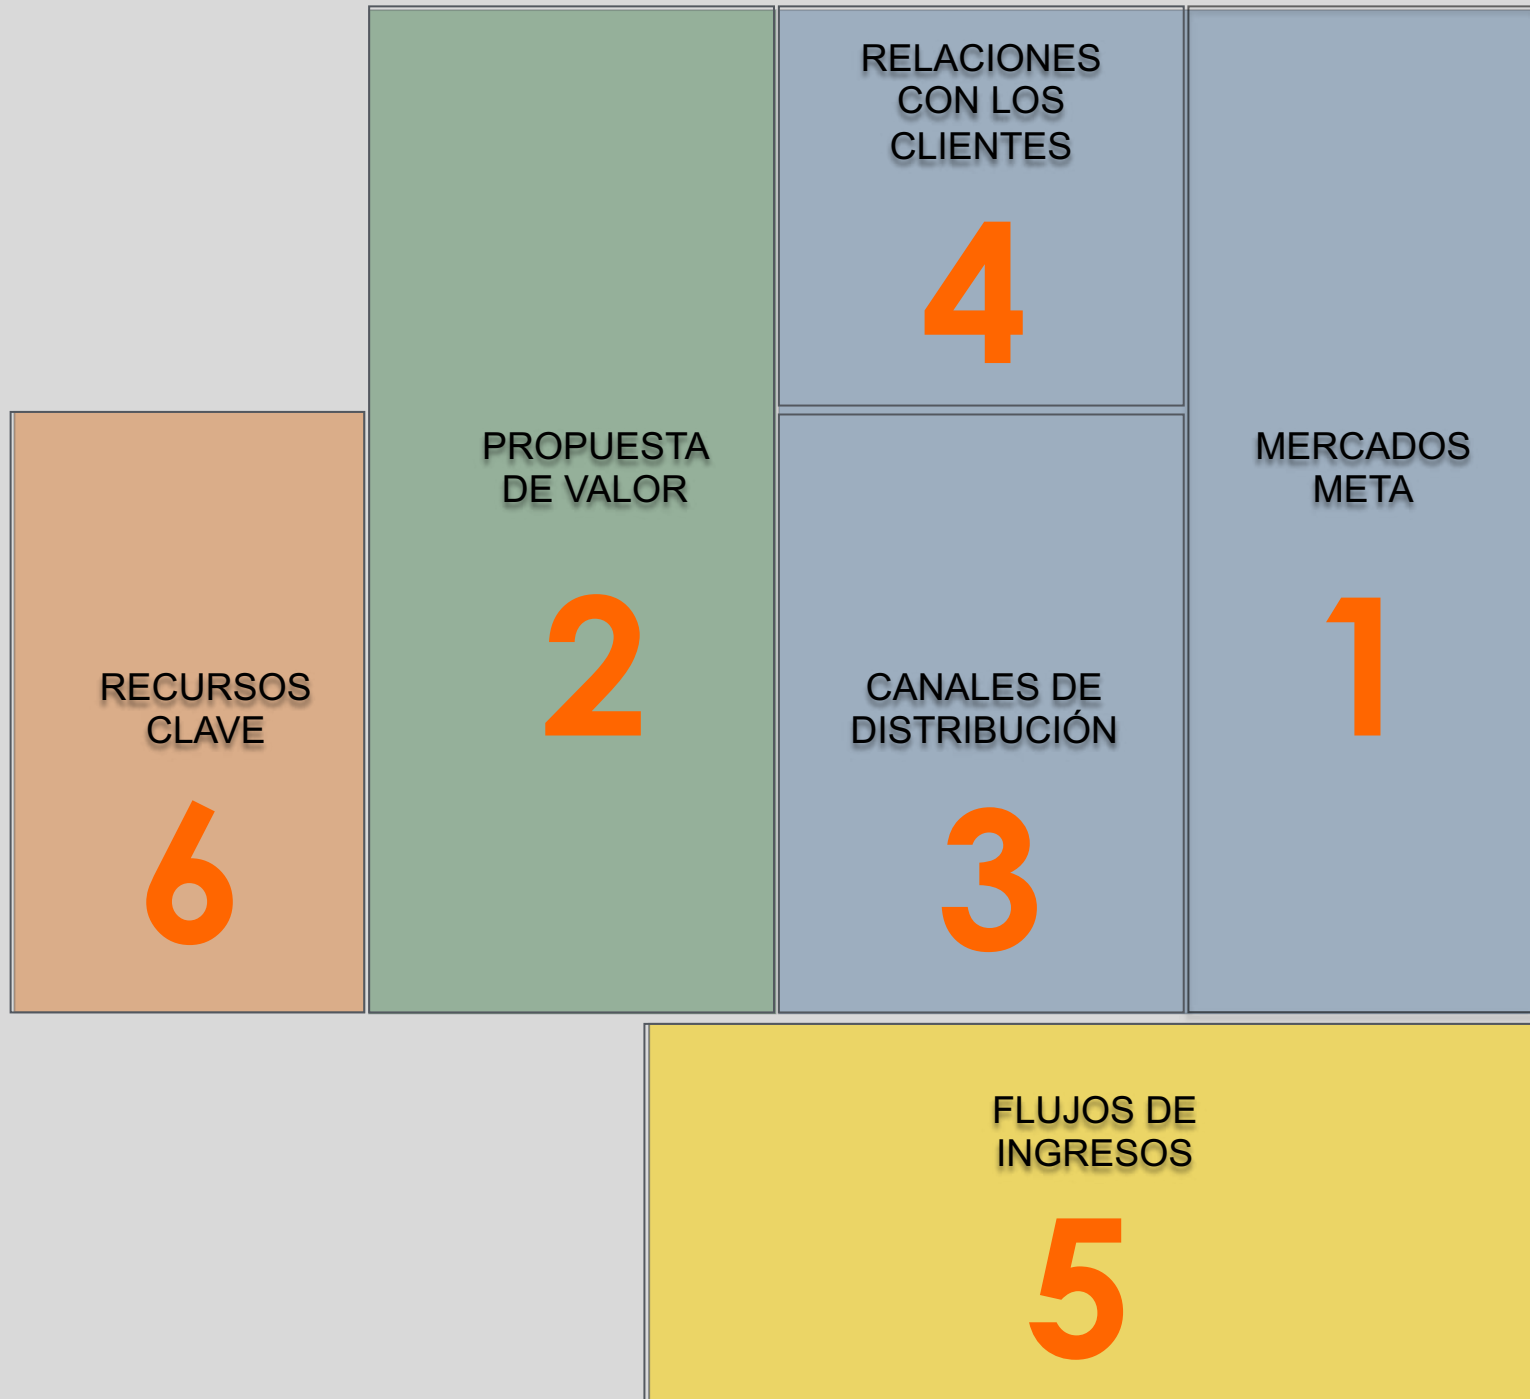 RELACIONES
CON LOS
CLIENTES
4
PROPUESTA
DE VALOR
2
MERCADOS
META
1
RECURSOS
CLAVE
6
CANALES DE
DISTRIBUCIÓN
3
FLUJOS DE
INGRESOS
5